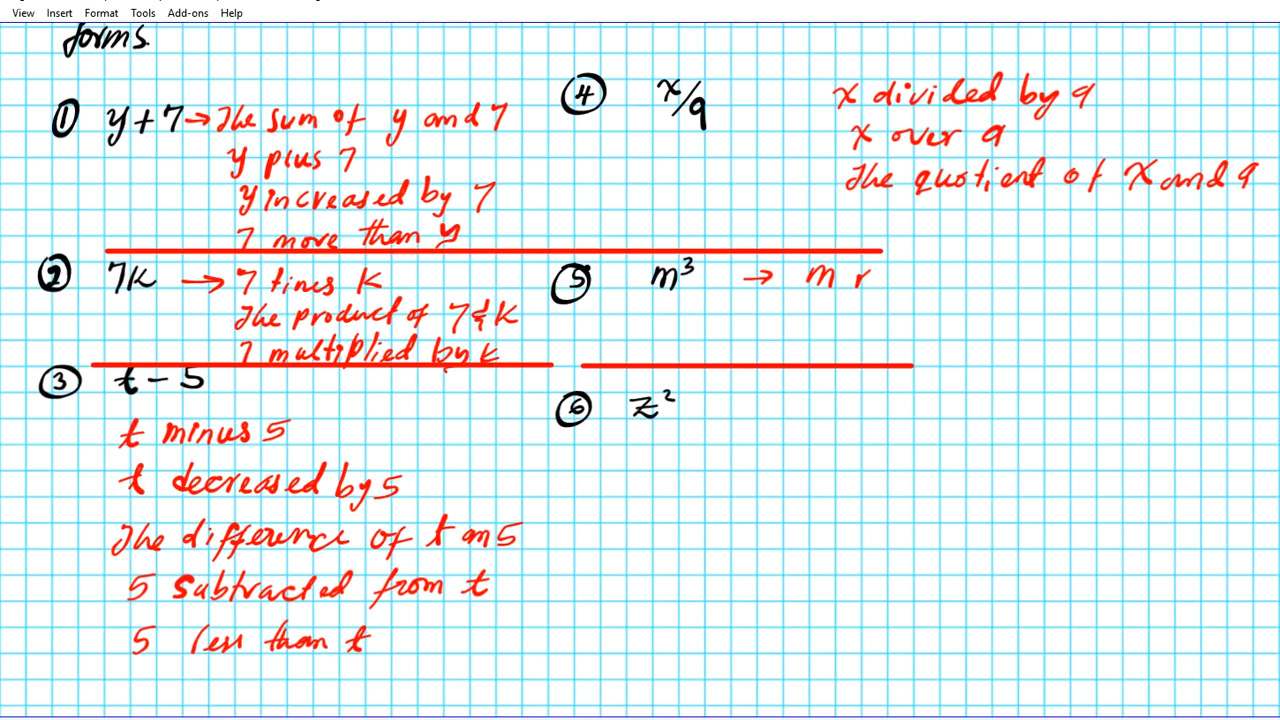 View Insert Format Tools Add-ons Help
forms.
① y + 7 → The sum of y and 7
y plus 7
y increased by 7
7 more than y
② 7k → 7 times k
The product of 7 & k
7 multiplied by k
③ t - 5
t minus 5
t decreased by 5
The difference of t an 5
5 subtracted from t
5 less than t
④ x/9
x divided by 9
x over 9
The quotient of x and 9
⑤ m³ → m r
⑥ z²